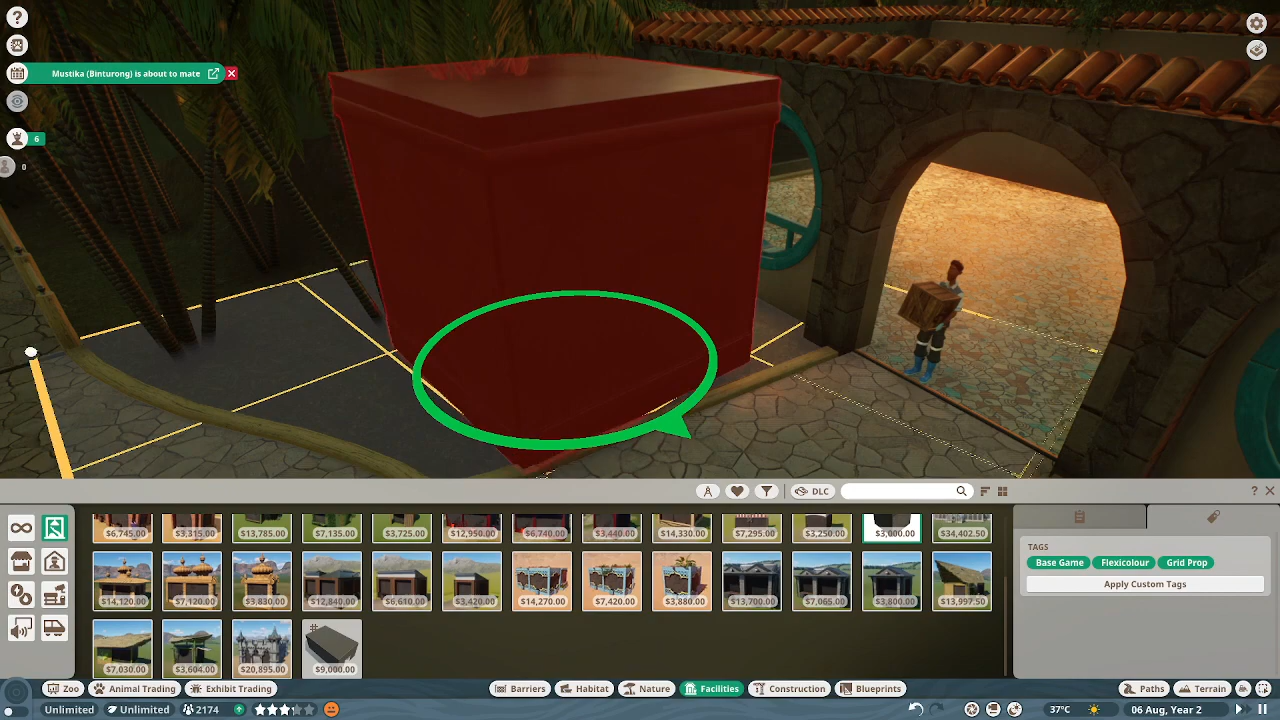 ?
Mustika (Binturong) is about to mate
6
0
DLC
?
$6,745.00 $3,315.00 $13,785.00 $7,135.00 $3,725.00 $12,950.00 $6,740.00 $3,440.00 $14,330.00 $7,295.00 $3,250.00 $3,000.00 $34,402.50
$14,120.00 $7,120.00 $3,830.00 $12,840.00 $6,610.00 $3,420.00 $14,270.00 $7,420.00 $3,880.00 $13,700.00 $7,065.00 $3,800.00 $13,997.50
$7,030.00 $3,604.00 $20,895.00 $9,000.00
TAGS
Base Game Flexicolour Grid Prop
Apply Custom Tags
Zoo Animal Trading Exhibit Trading Barriers Habitat Nature Facilities Construction Blueprints Paths Terrain
Unlimited Unlimited 2174 37°C 06 Aug, Year 2